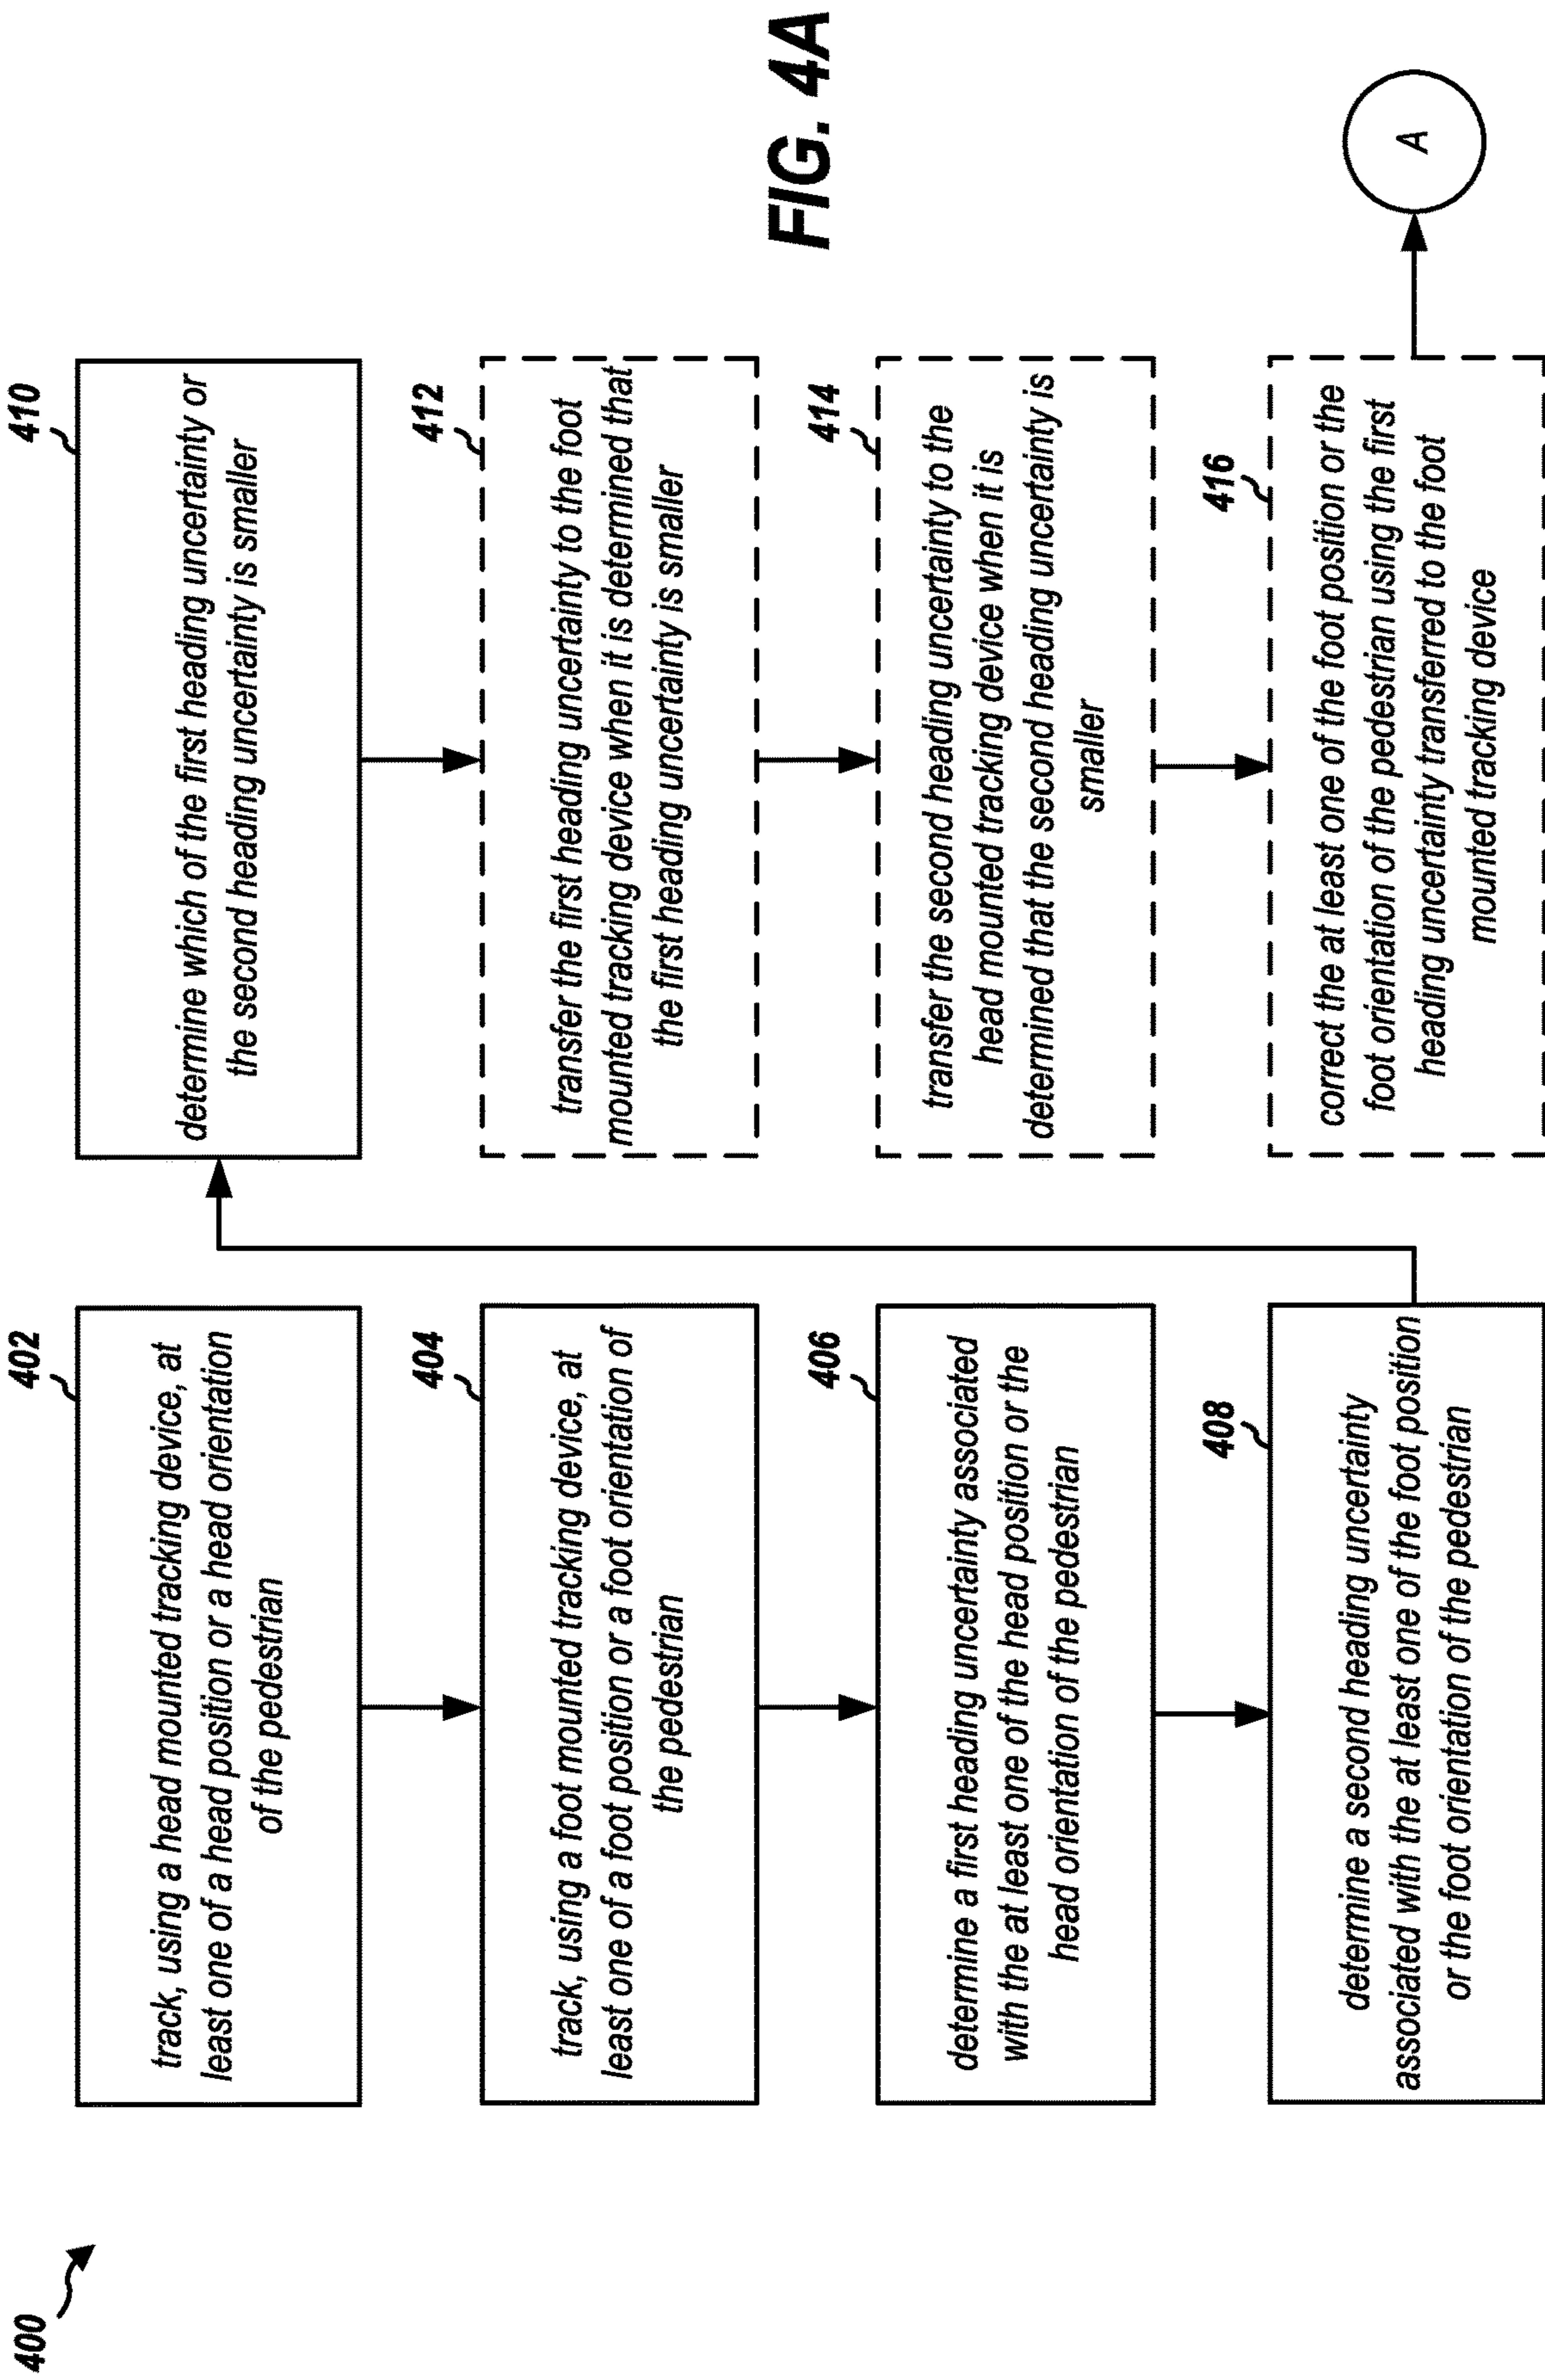 400
402
track, using a head mounted tracking device, at
least one of a head position or a head orientation
of the pedestrian
404
track, using a foot mounted tracking device, at
least one of a foot position or a foot orientation of
the pedestrian
406
determine a first heading uncertainty associated
with the at least one of the head position or the
head orientation of the pedestrian
408
determine a second heading uncertainty
associated with the at least one of the foot position
or the foot orientation of the pedestrian
410
determine which of the first heading uncertainty or
the second heading uncertainty is smaller
412
transfer the first heading uncertainty to the foot
mounted tracking device when it is determined that
the first heading uncertainty is smaller
414
transfer the second heading uncertainty to the
head mounted tracking device when it is
determined that the second heading uncertainty is
smaller
416
correct the at least one of the foot position or the
foot orientation of the pedestrian using the first
heading uncertainty transferred to the foot
mounted tracking device
A
FIG. 4A